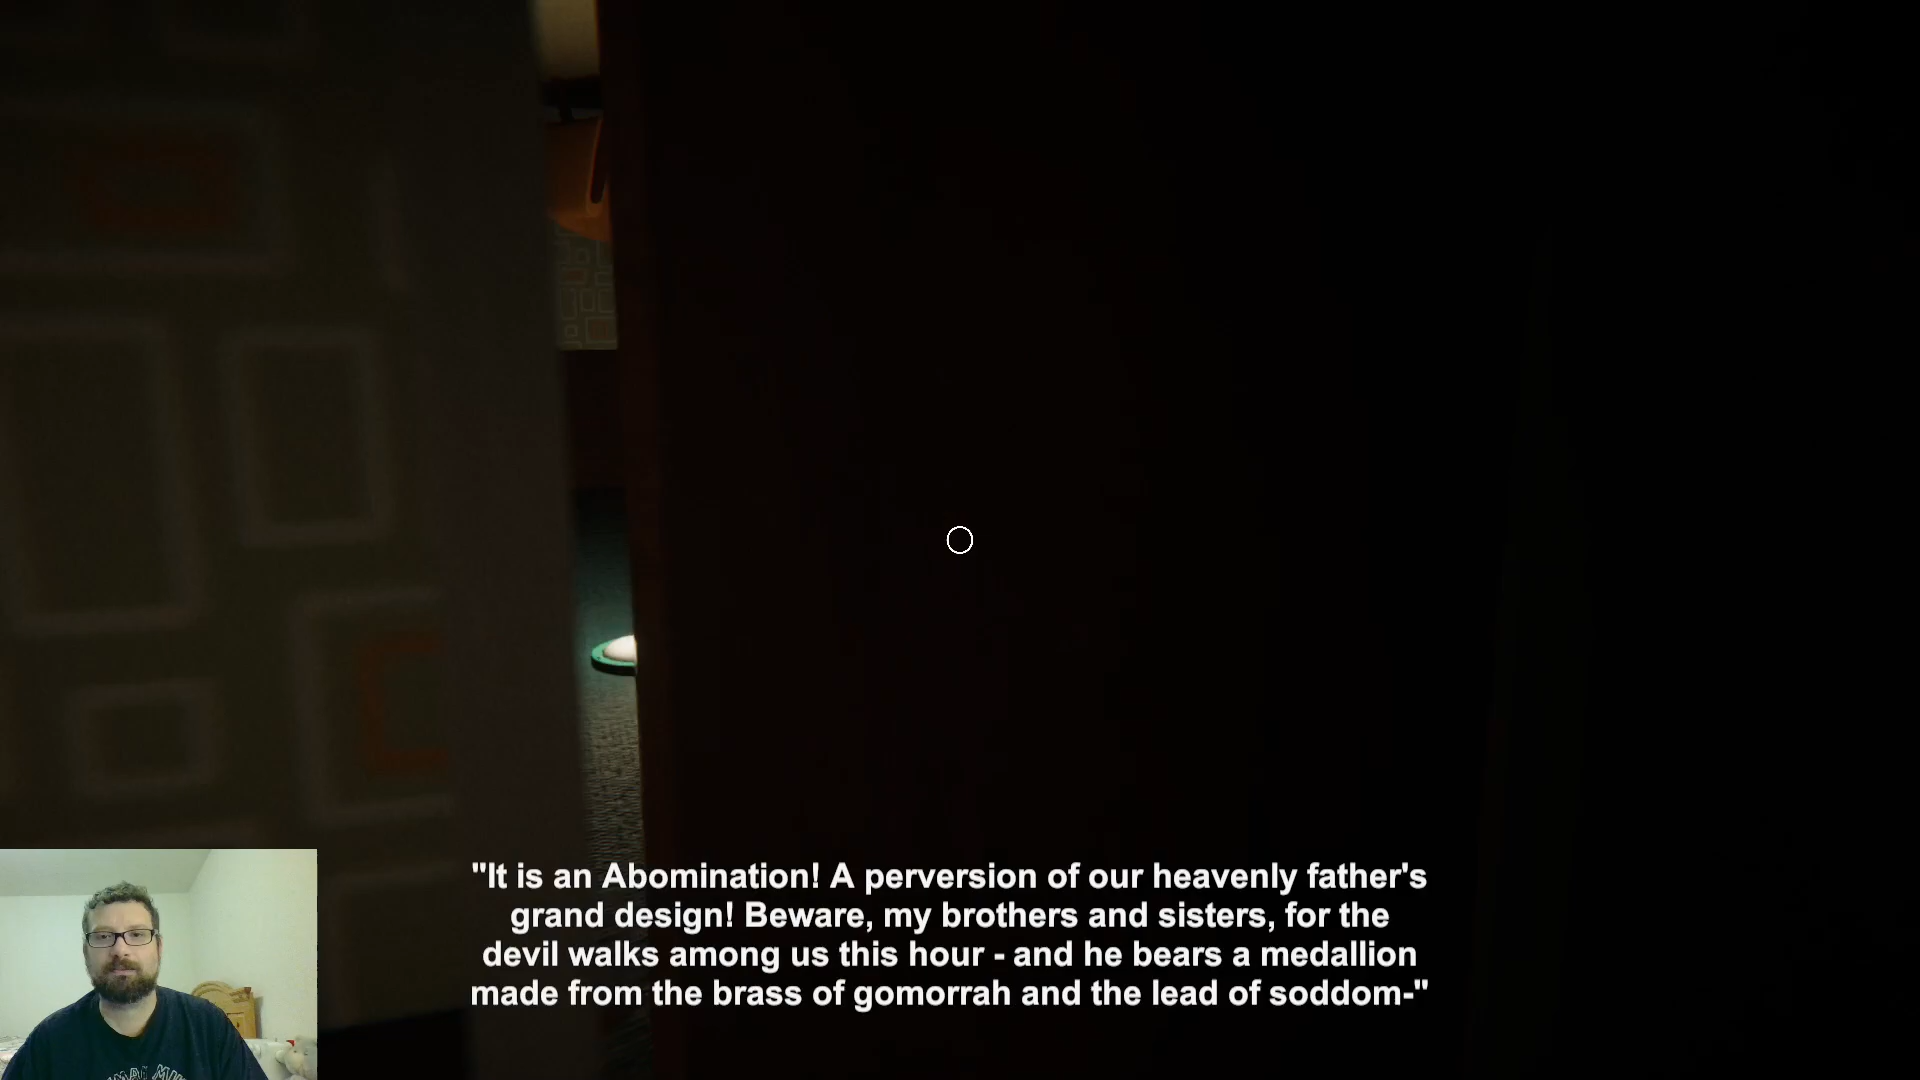 "It is an Abomination! A perversion of our heavenly father's
grand design! Beware, my brothers and sisters, for the
devil walks among us this hour - and he bears a medallion
made from the brass of gomorrah and the lead of soddom-"